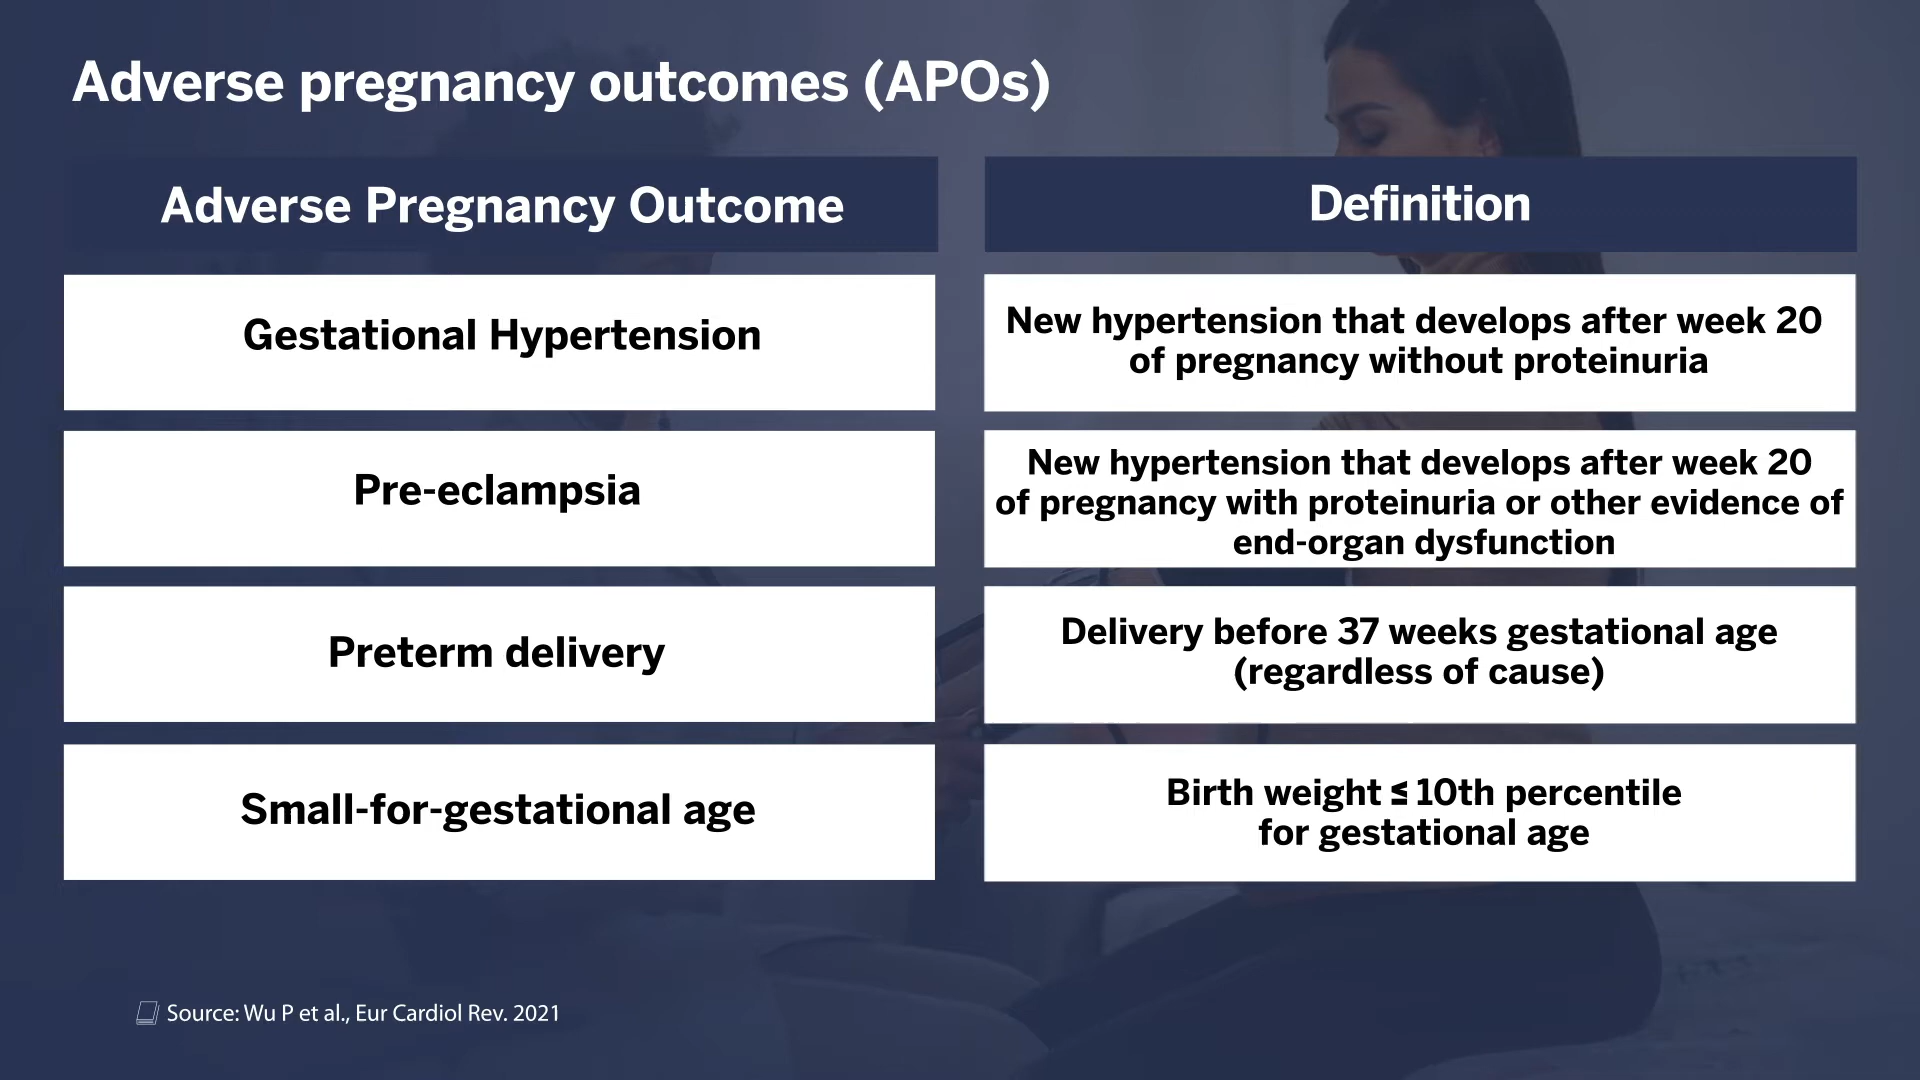 Adverse pregnancy outcomes (APOs)
Adverse Pregnancy Outcome
Definition
Gestational Hypertension
New hypertension that develops after week 20
of pregnancy without proteinuria
Pre-eclampsia
New hypertension that develops after week 20
of pregnancy with proteinuria or other evidence of
end-organ dysfunction
Preterm delivery
Delivery before 37 weeks gestational age
(regardless of cause)
Small-for-gestational age
Birth weight ≤ 10th percentile
for gestational age
Source: Wu P et al., Eur Cardiol Rev. 2021